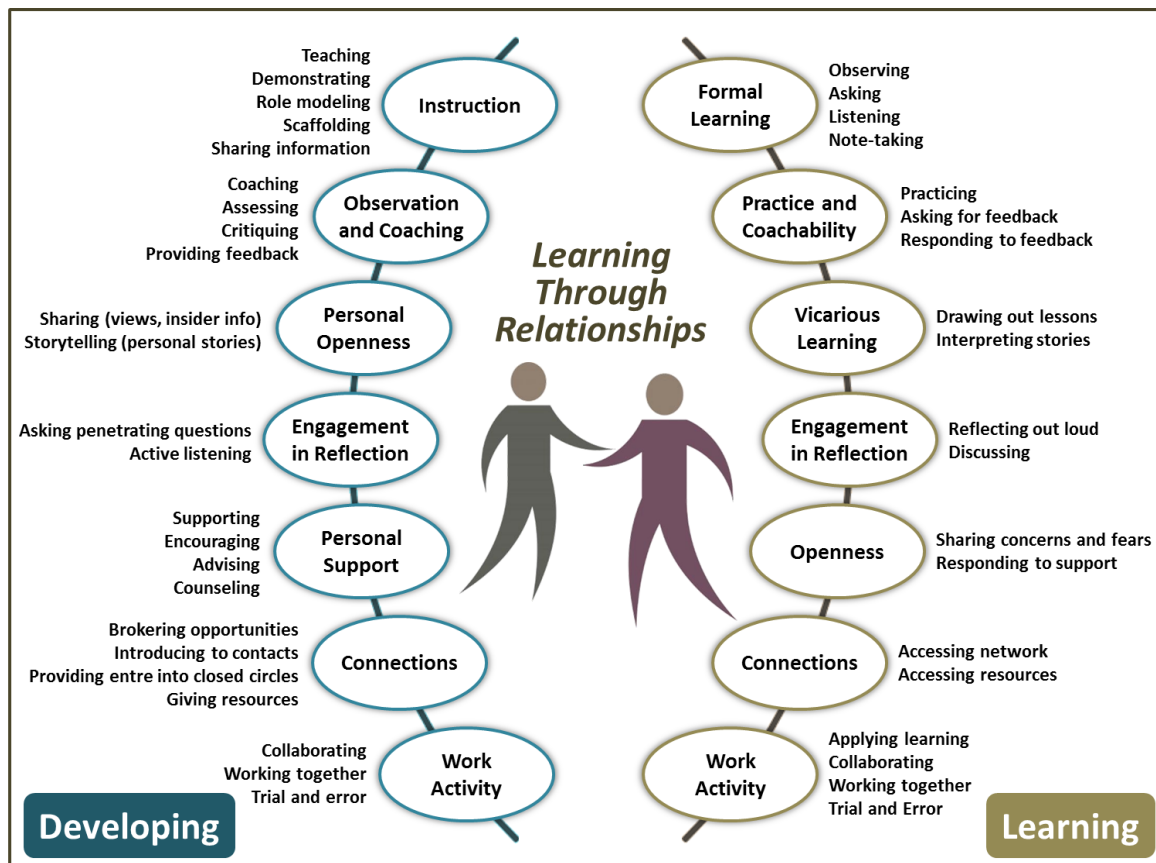 Teaching
Demonstrating
Role modeling
Scaffolding
Sharing information
Instruction
Coaching
Assessing
Critiquing
Providing feedback
Observation
and Coaching
Sharing (views, insider info)
Storytelling (personal stories)
Personal
Openness
Asking penetrating questions
Active listening
Engagement
in Reflection
Supporting
Encouraging
Advising
Counseling
Personal
Support
Brokering opportunities
Introducing to contacts
Providing entre into closed circles
Giving resources
Connections
Collaborating
Working together
Trial and error
Work
Activity
Developing
Learning
Through
Relationships
Formal
Learning
Observing
Asking
Listening
Note-taking
Practice and
Coachability
Practicing
Asking for feedback
Responding to feedback
Vicarious
Learning
Drawing out lessons
Interpreting stories
Engagement
in Reflection
Reflecting out loud
Discussing
Openness
Sharing concerns and fears
Responding to support
Connections
Accessing network
Accessing resources
Work
Activity
Applying learning
Collaborating
Working together
Trial and Error
Learning